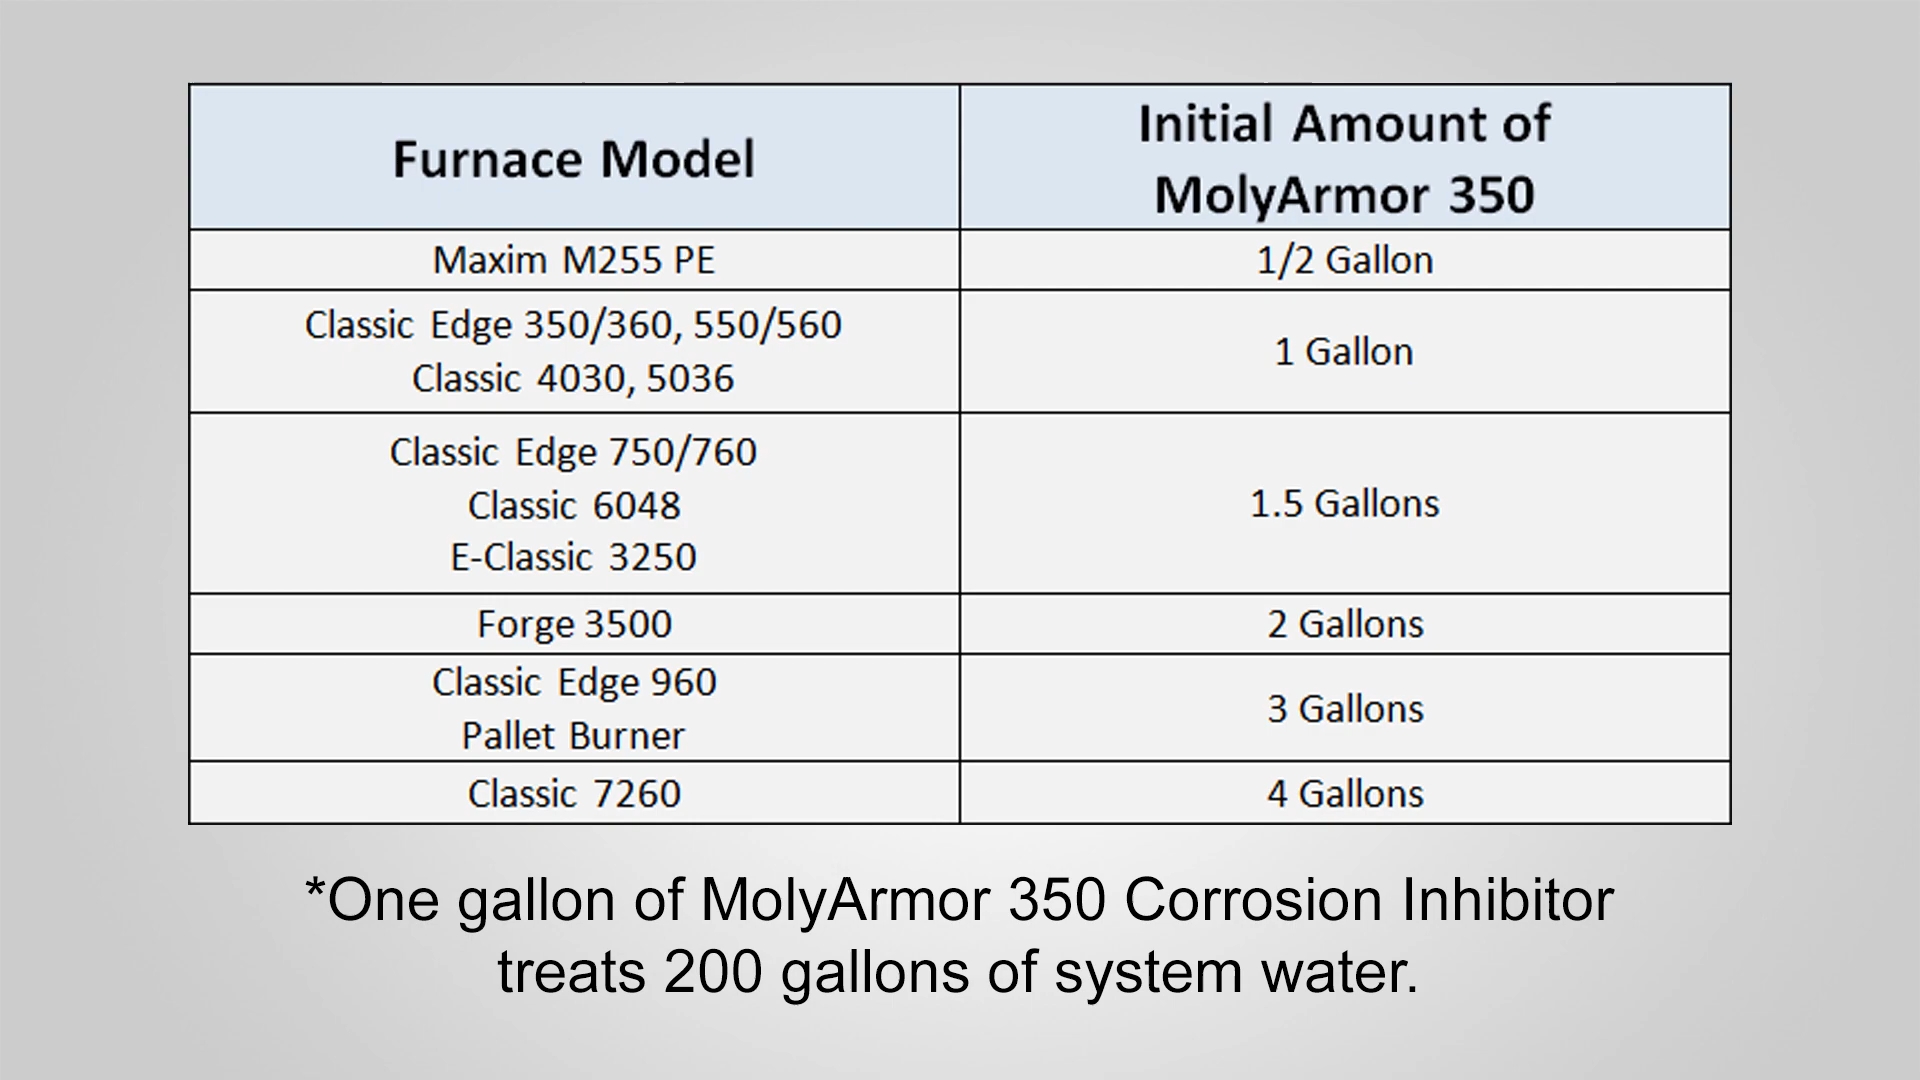 Furnace Model
Initial Amount of
MolyArmor 350
Maxim M255 PE
1/2 Gallon
Classic Edge 350/360, 550/560
Classic 4030, 5036
1 Gallon
Classic Edge 750/760
Classic 6048
E-Classic 3250
1.5 Gallons
Forge 3500
2 Gallons
Classic Edge 960
Pallet Burner
3 Gallons
Classic 7260
4 Gallons
*One gallon of MolyArmor 350 Corrosion Inhibitor
treats 200 gallons of system water.